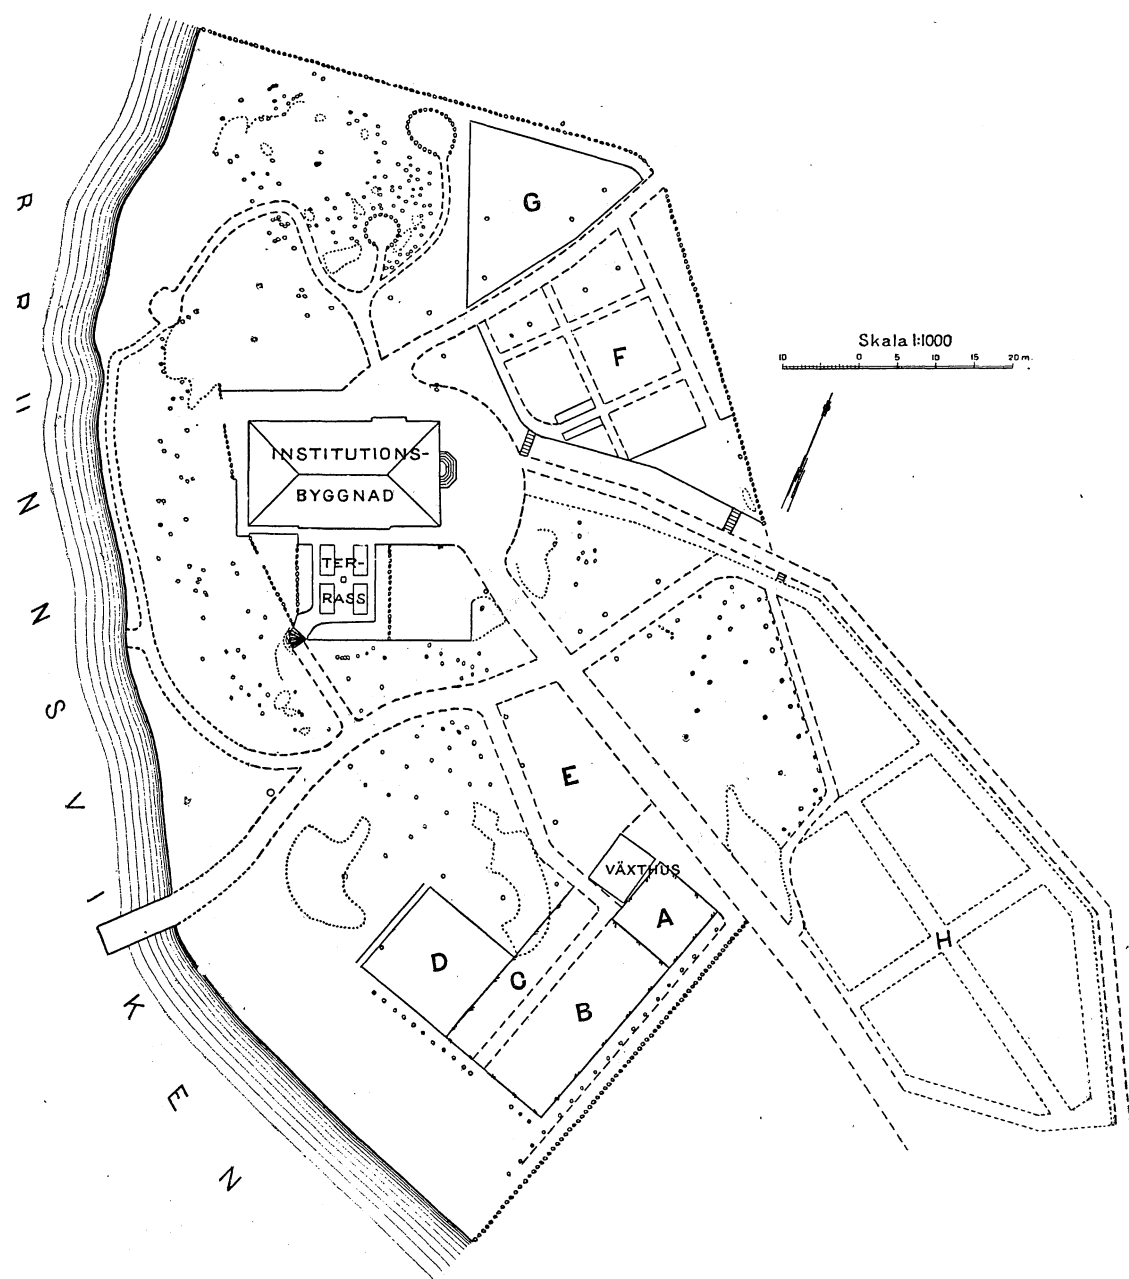 BRUNNSVIKEN
G
F
Skala 1:1000
10 0 5 10 15 20 m.
INSTITUTIONS-
BYGGNAD
TER-
RASS
E
VÄXTHUS
A
H
D
C
B